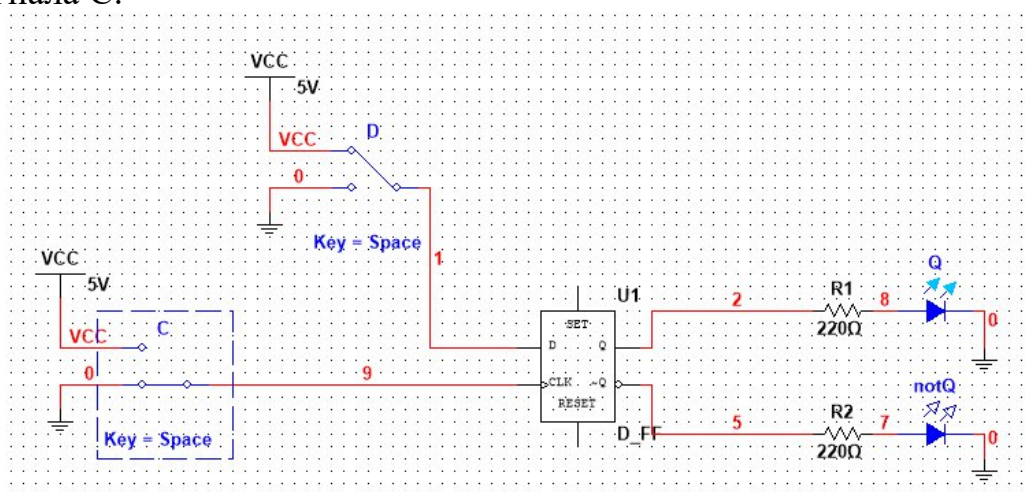 VCC
5V
VCC
D
0
Key = Space
1
VCC
5V
VCC
C
0
9
Key = Space
U1
SET
D Q
CLK ~Q
RESET
D_FF
2
R1
8
220Ω
Q
0
5
R2
7
220Ω
notQ
0